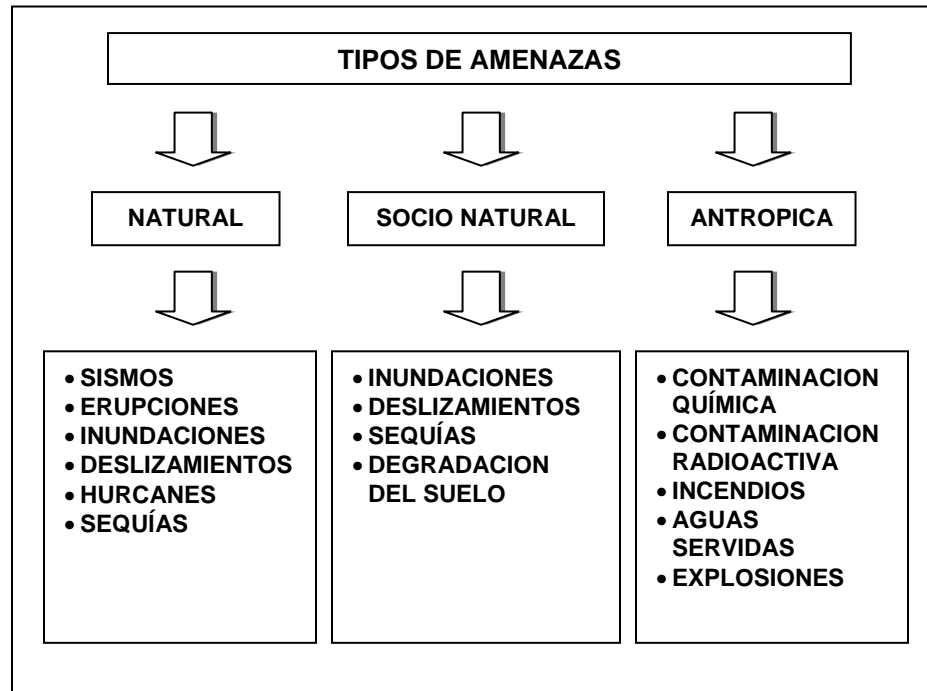 TIPOS DE AMENAZAS
NATURAL
SOCIO NATURAL
ANTROPICA
• SISMOS
• ERUPCIONES
• INUNDACIONES
• DESLIZAMIENTOS
• HURCANES
• SEQUÍAS
• INUNDACIONES
• DESLIZAMIENTOS
• SEQUÍAS
• DEGRADACION
DEL SUELO
• CONTAMINACION
QUÍMICA
• CONTAMINACION
RADIOACTIVA
• INCENDIOS
• AGUAS
SERVIDAS
• EXPLOSIONES